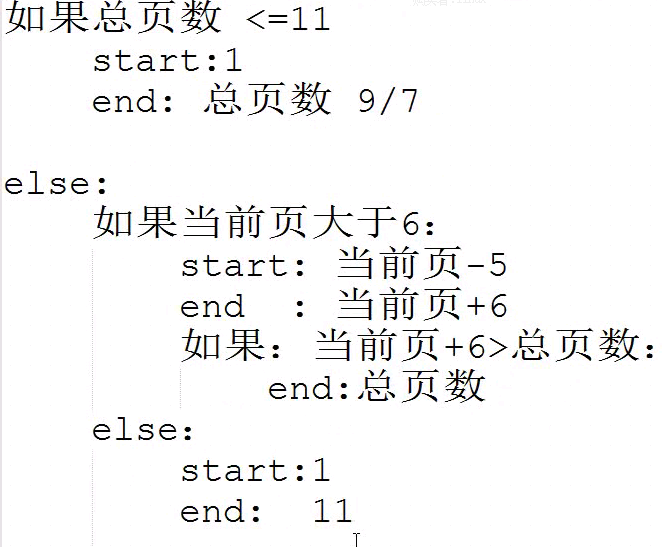 如果总页数 <=11
    start:1
    end: 总页数 9/7

else:
    如果当前页大于6:
        start: 当前页-5
        end  : 当前页+6
        如果: 当前页+6>总页数:
            end:总页数
    else:
        start:1
        end:  11